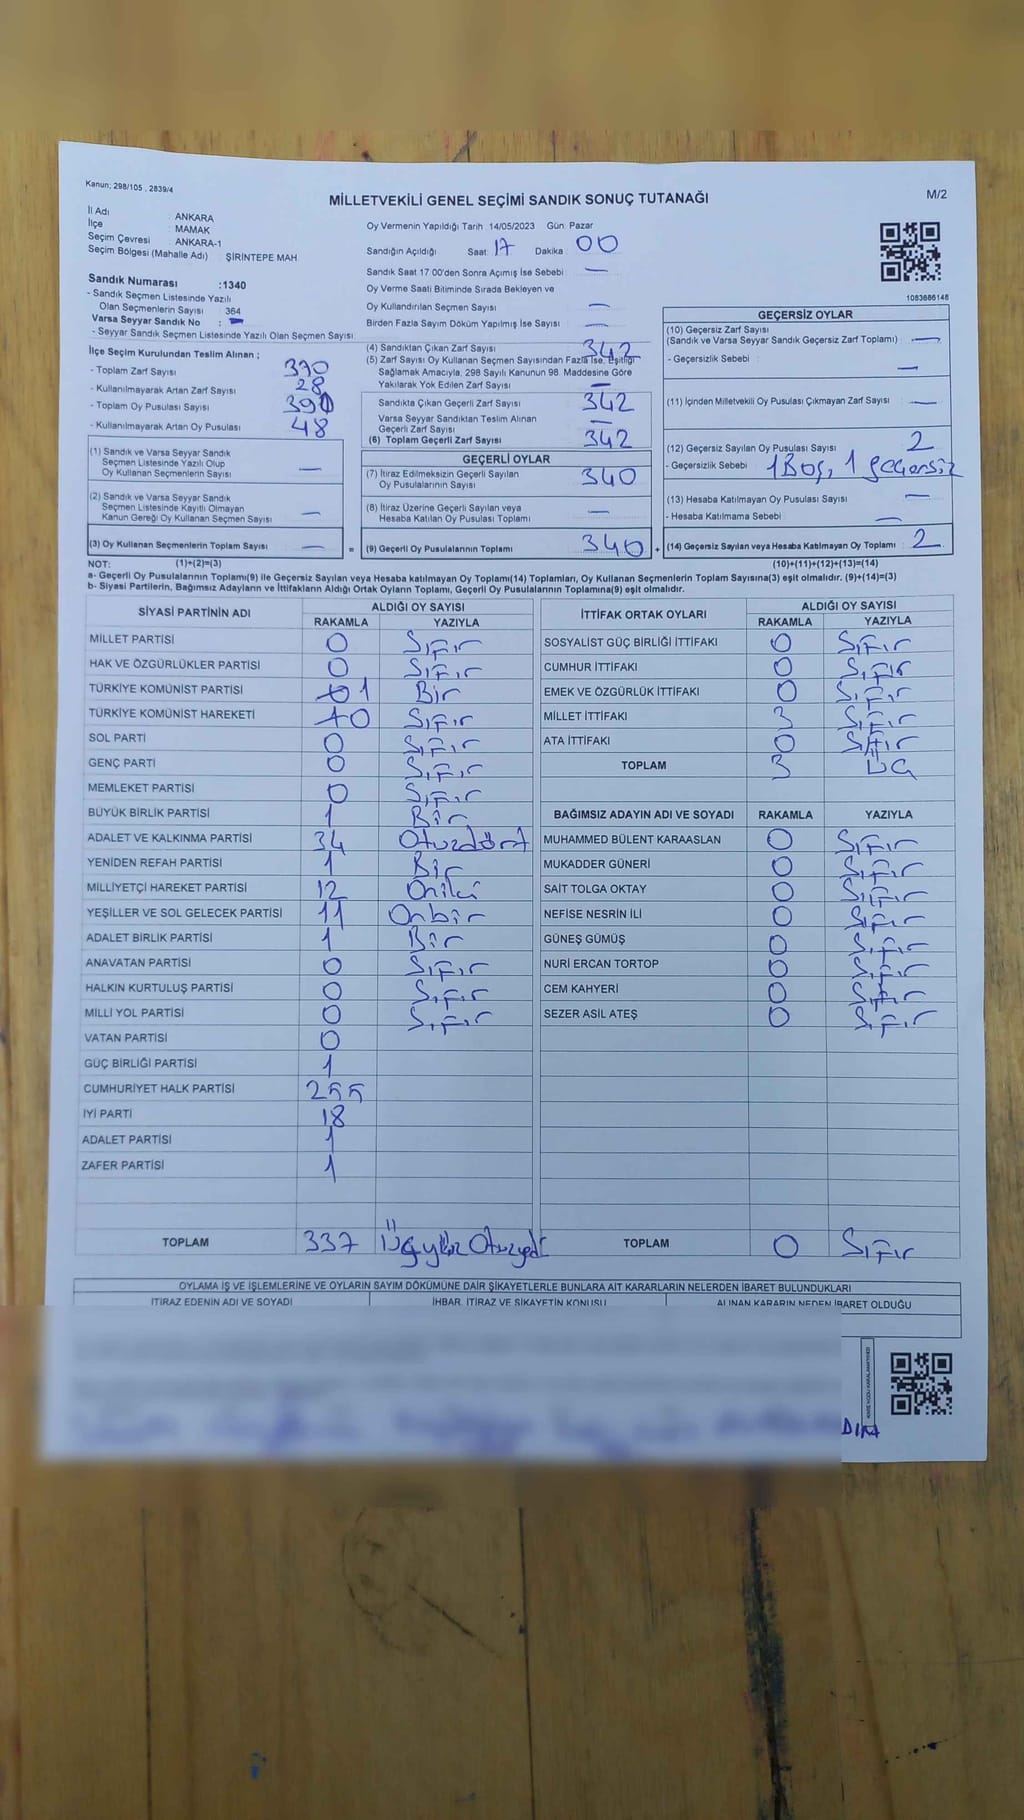 Kanun; 298/105 , 2839/4
MİLLETVEKİLİ GENEL SEÇİMİ SANDIK SONUÇ TUTANAĞI
M/2
İl Adı : ANKARA
İlçe : MAMAK
Seçim Çevresi : ANKARA-1
Seçim Bölgesi (Mahalle Adı) : ŞİRİNTEPE MAH
Sandık Numarası :1340
- Sandık Seçmen Listesinde Yazılı
Olan Seçmenlerin Sayısı : 364
Varsa Seyyar Sandık No : —
- Seyyar Sandık Seçmen Listesinde Yazılı Olan Seçmen Sayısı:
İlçe Seçim Kurulundan Teslim Alınan ;
- Toplam Zarf Sayısı 370
- Kullanılmayarak Artan Zarf Sayısı 28
- Toplam Oy Pusulası Sayısı
- Kullanılmayarak Artan Oy Pusulası 48
(1) Sandık ve Varsa Seyyar Sandık
Seçmen Listesinde Yazılı Olup
Oy Kullanan Seçmenlerin Sayısı —
(2) Sandık ve Varsa Seyyar Sandık
Seçmen Listesinde Kayıtlı Olmayan
Kanun Gereği Oy Kullanan Seçmen Sayısı —
(3) Oy Kullanan Seçmenlerin Toplam Sayısı —
Oy Vermenin Yapıldığı Tarih 14/05/2023 Gün: Pazar
Sandığın Açıldığı Saat: 17 Dakika : 00
Sandık Saat 17.00'den Sonra Açımış İse Sebebi : —
Oy Verme Saati Bitiminde Sırada Bekleyen ve
Oy Kullandırılan Seçmen Sayısı : —
Birden Fazla Sayım Döküm Yapılmış İse Sayısı : —
(4) Sandıktan Çıkan Zarf Sayısı 342
(5) Zarf Sayısı Oy Kullanan Seçmen Sayısından Fazla İse, Eşitliği
Sağlamak Amacıyla, 298 Sayılı Kanunun 98. Maddesine Göre
Yakılarak Yok Edilen Zarf Sayısı : —
Sandıkta Çıkan Geçerli Zarf Sayısı : 342
Varsa Seyyar Sandıktan Teslim Alınan
Geçerli Zarf Sayısı : —
(6) Toplam Geçerli Zarf Sayısı : 342
GEÇERLİ OYLAR
(7) İtiraz Edilmeksizin Geçerli Sayılan
Oy Pusulalarının Sayısı : 340
(8) İtiraz Üzerine Geçerli Sayılan veya
Hesaba Katılan Oy Pusulası Toplamı : —
= (9) Geçerli Oy Pusulalarının Toplamı : 340
1083686148
GEÇERSİZ OYLAR
(10) Geçersiz Zarf Sayısı
(Sandık ve Varsa Seyyar Sandık Geçersiz Zarf Toplamı) : —
- Geçersizlik Sebebi : —
(11) İçinden Milletvekili Oy Pusulası Çıkmayan Zarf Sayısı : —
(12) Geçersiz Sayılan Oy Pusulası Sayısı : 2
- Geçersizlik Sebebi : 1 Boş, 1 geçersiz
(13) Hesaba Katılmayan Oy Pusulası Sayısı : —
- Hesaba Katılmama Sebebi : —
+ (14) Geçersiz Sayılan veya Hesaba Katılmayan Oy Toplamı : 2
NOT: (1)+(2)=(3) (10)+(11)+(12)+(13)=(14)
a- Geçerli Oy Pusulalarının Toplamı(9) ile Geçersiz Sayılan veya Hesaba katılmayan Oy Toplamı(14) Toplamları, Oy Kullanan Seçmenlerin Toplam Sayısına(3) eşit olmalıdır. (9)+(14)=(3)
b- Siyasi Partilerin, Bağımsız Adayların ve İttifakların Aldığı Ortak Oyların Toplamı, Geçerli Oy Pusulalarının Toplamına(9) eşit olmalıdır.
SİYASİ PARTİNİN ADI ALDIĞI OY SAYISI
RAKAMLA YAZIYLA
MİLLET PARTİSİ 0 Sıfır
HAK VE ÖZGÜRLÜKLER PARTİSİ 0 Sıfır
TÜRKİYE KOMÜNİST PARTİSİ 1 Bir
TÜRKİYE KOMÜNİST HAREKETİ 0 Sıfır
SOL PARTİ 0 Sıfır
GENÇ PARTİ 0 Sıfır
MEMLEKET PARTİSİ 0 Sıfır
BÜYÜK BİRLİK PARTİSİ 1 Bir
ADALET VE KALKINMA PARTİSİ 34 Otuzdört
YENİDEN REFAH PARTİSİ 1 Bir
MİLLİYETÇİ HAREKET PARTİSİ 12 Oniki
YEŞİLLER VE SOL GELECEK PARTİSİ 11 Onbir
ADALET BİRLİK PARTİSİ 1 Bir
ANAVATAN PARTİSİ 0 Sıfır
HALKIN KURTULUŞ PARTİSİ 0 Sıfır
MİLLİ YOL PARTİSİ 0 Sıfır
VATAN PARTİSİ 0
GÜÇ BİRLİĞİ PARTİSİ 1
CUMHURİYET HALK PARTİSİ 255
İYİ PARTİ 18
ADALET PARTİSİ 1
ZAFER PARTİSİ 1
TOPLAM 337 Üçyüz Otuzyedi
İTTİFAK ORTAK OYLARI ALDIĞI OY SAYISI
RAKAMLA YAZIYLA
SOSYALİST GÜÇ BİRLİĞİ İTTİFAKI 0 Sıfır
CUMHUR İTTİFAKI 0 Sıfır
EMEK VE ÖZGÜRLÜK İTTİFAKI 0 Sıfır
MİLLET İTTİFAKI 3 Sıfır
ATA İTTİFAKI 0 Sıfır
TOPLAM 3 ÜÇ
BAĞIMSIZ ADAYIN ADI VE SOYADI RAKAMLA YAZIYLA
MUHAMMED BÜLENT KARAASLAN 0 Sıfır
MUKADDER GÜNERİ 0 Sıfır
SAİT TOLGA OKTAY 0 Sıfır
NEFİSE NESRİN İLİ 0 Sıfır
GÜNEŞ GÜMÜŞ 0 Sıfır
NURİ ERCAN TORTOP 0 Sıfır
CEM KAHYERİ 0 Sıfır
SEZER ASİL ATEŞ 0 Sıfır
TOPLAM 0 Sıfır
OYLAMA İŞ VE İŞLEMLERİNE VE OYLARIN SAYIM DÖKÜMÜNE DAİR ŞİKAYETLERLE BUNLARA AİT KARARLARIN NELERDEN İBARET BULUNDUKLARI
İTİRAZ EDENİN ADI VE SOYADI İHBAR, İTİRAZ VE ŞİKAYETİN KONUSU ALINAN KARARIN NEDEN İBARET OLDUĞU